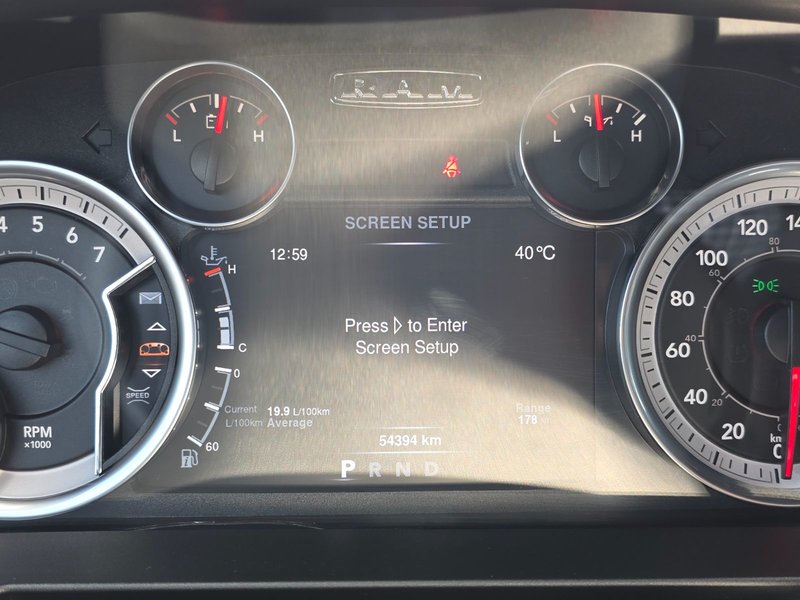 RAM
L H
L H
SCREEN SETUP
12:59
40°C
H
C
Press ▷ to Enter
Screen Setup
0
60
Current 19.9 L/100km
L/100km Average
Range
178
54394 km
P R N D
4 5 6 7
SPEED
RPM
×1000
120
100
80
60
40
20
0
km
80
60
40
20